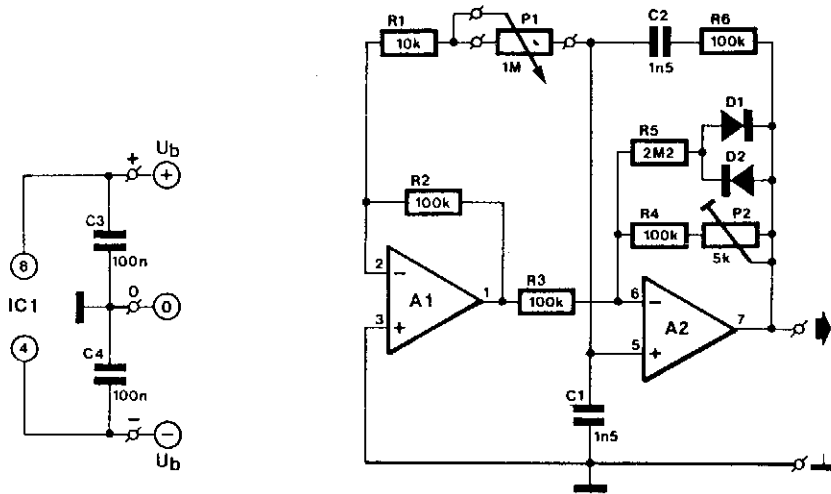 R1
10k
P1
1M
C2
1n5
R6
100k
D1
D2
R5
2M2
R2
100k
R4
100k
P2
5k
+
Ub
+
C3
100n
8
IC1
4
0
0
C4
100n
−
−
Ub
2
−
A1
1
3
+
R3
100k
6
−
A2
7
5
+
C1
1n5